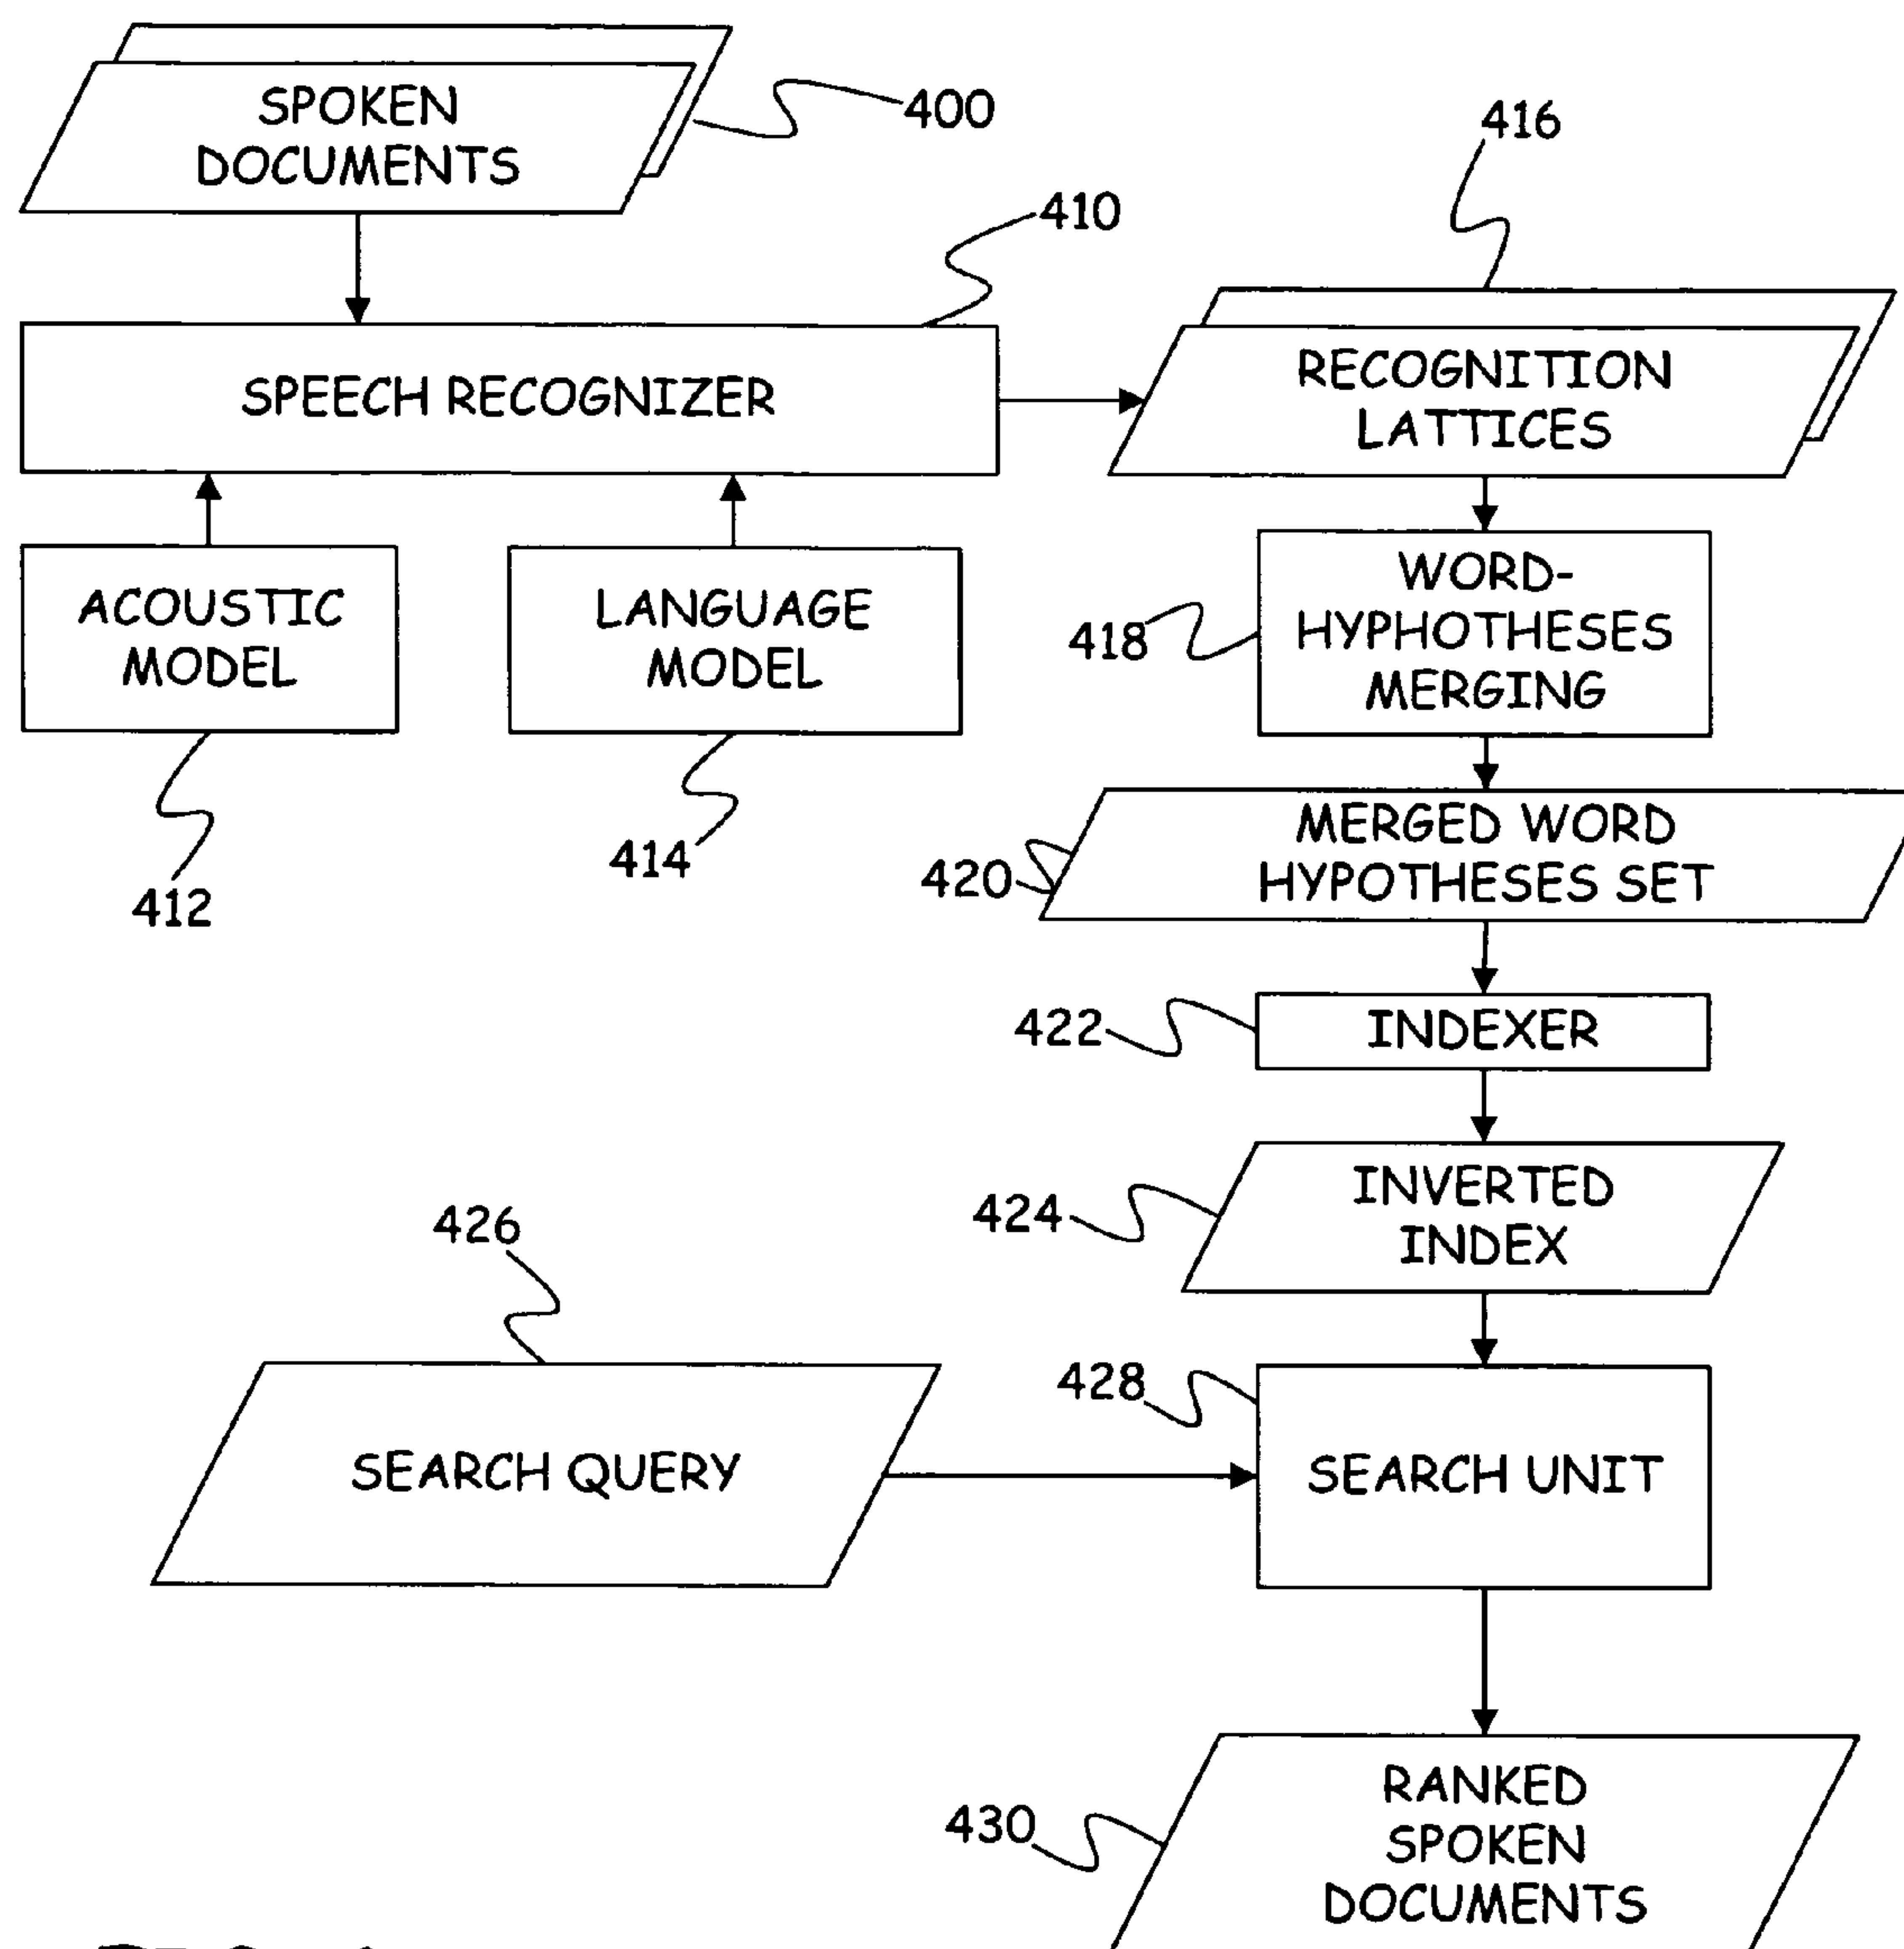 SPOKEN
DOCUMENTS
400
416
410
SPEECH RECOGNIZER
RECOGNITION
LATTICES
ACOUSTIC
MODEL
LANGUAGE
MODEL
418
WORD-
HYPHOTHESES
MERGING
412
414
420
MERGED WORD
HYPOTHESES SET
422
INDEXER
424
INVERTED
INDEX
426
428
SEARCH QUERY
SEARCH UNIT
430
RANKED
SPOKEN
DOCUMENTS